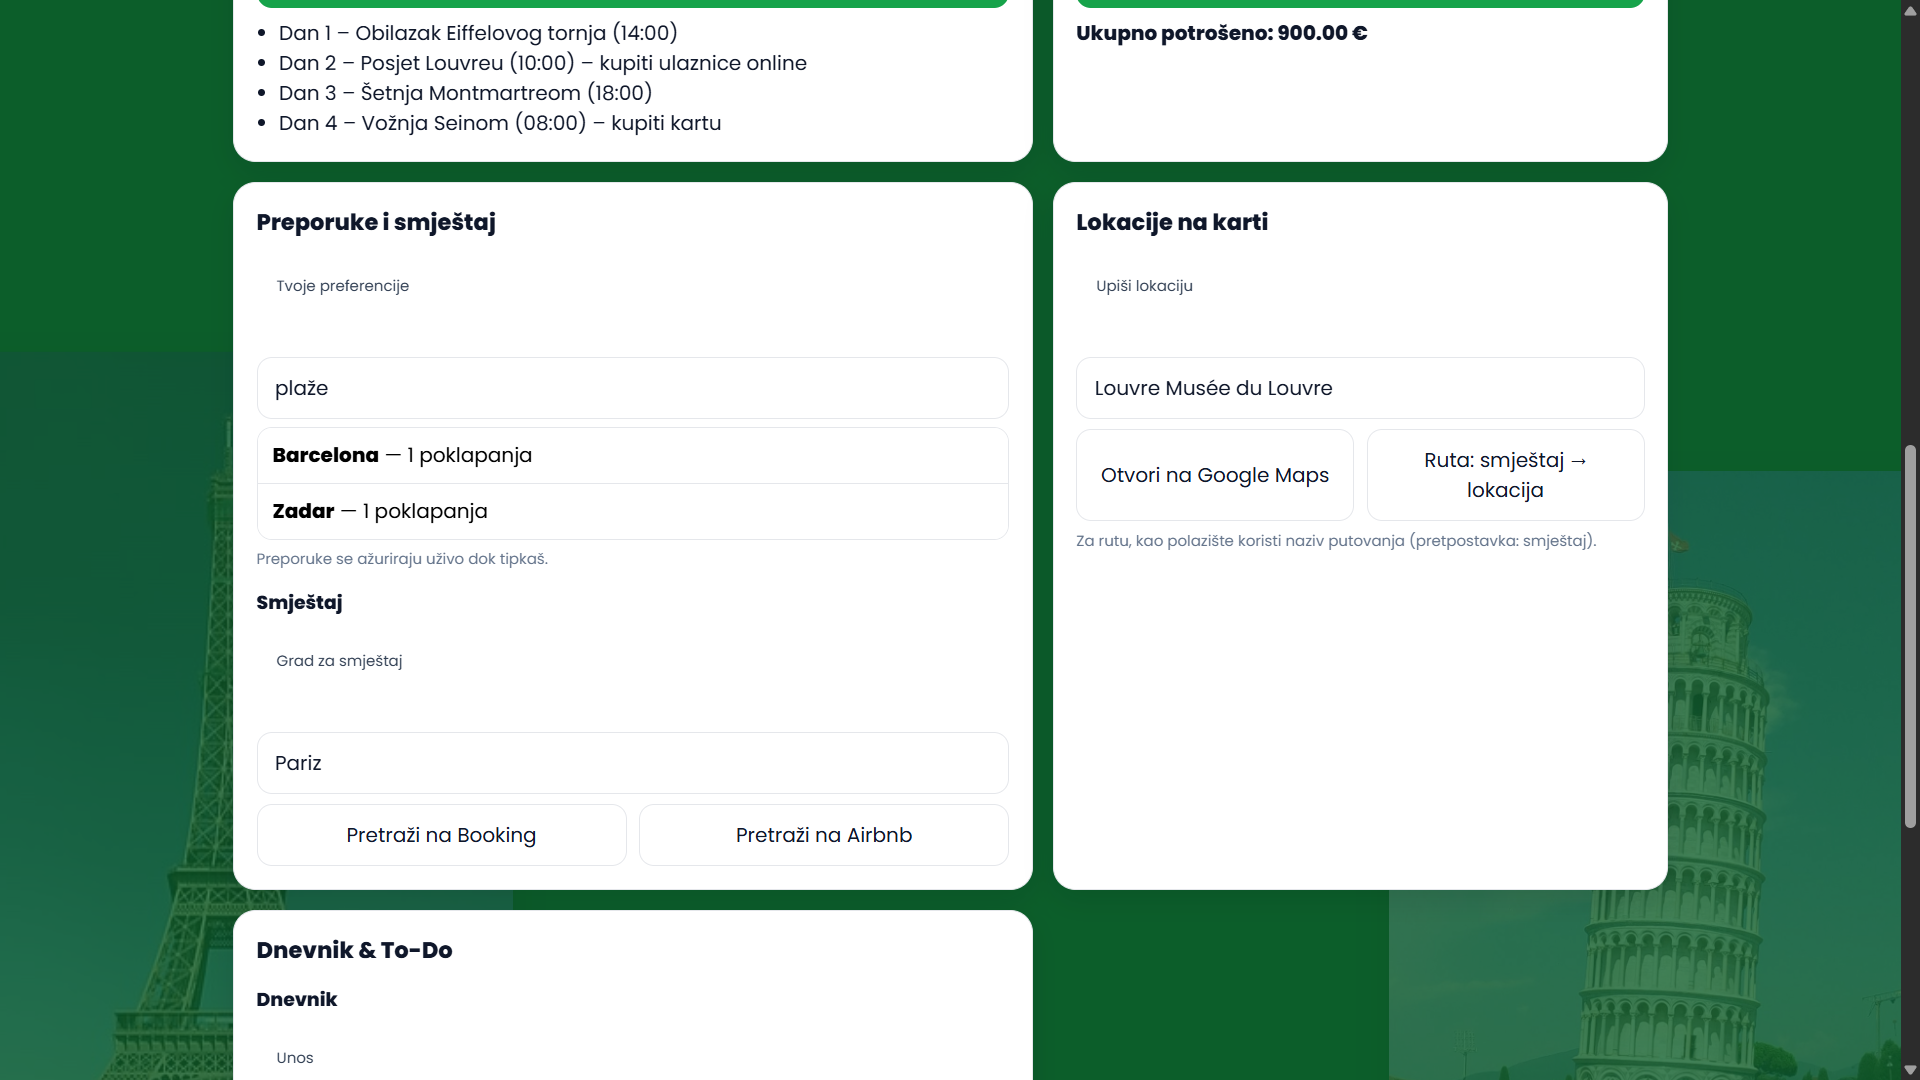 Dan 1 – Obilazak Eiffelovog tornja (14:00)
Dan 2 – Posjet Louvreu (10:00) – kupiti ulaznice online
Dan 3 – Šetnja Montmartreom (18:00)
Dan 4 – Vožnja Seinom (08:00) – kupiti kartu
Ukupno potrošeno: 900.00 €
Preporuke i smještaj
Tvoje preferencije
plaže
Barcelona — 1 poklapanja
Zadar — 1 poklapanja
Preporuke se ažuriraju uživo dok tipkaš.
Smještaj
Grad za smještaj
Pariz
Pretraži na Booking
Pretraži na Airbnb
Lokacije na karti
Upiši lokaciju
Louvre Musée du Louvre
Otvori na Google Maps
Ruta: smještaj →
lokacija
Za rutu, kao polazište koristi naziv putovanja (pretpostavka: smještaj).
Dnevnik & To-Do
Dnevnik
Unos